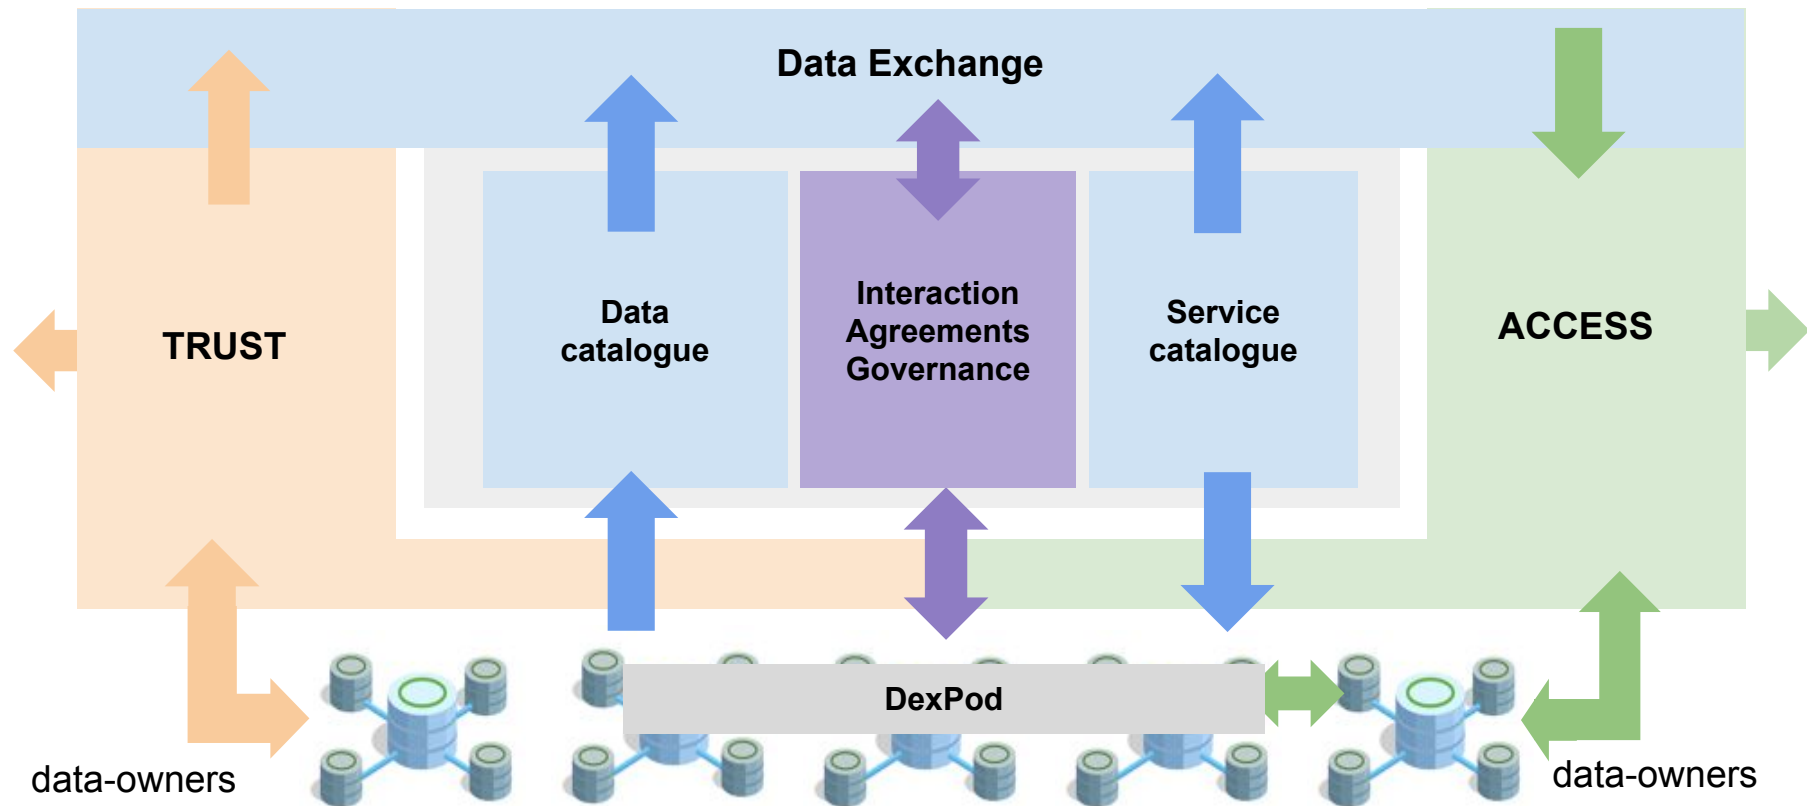 Data Exchange
TRUST
Data
catalogue
Interaction
Agreements
Governance
Service
catalogue
ACCESS
DexPod
data-owners
data-owners